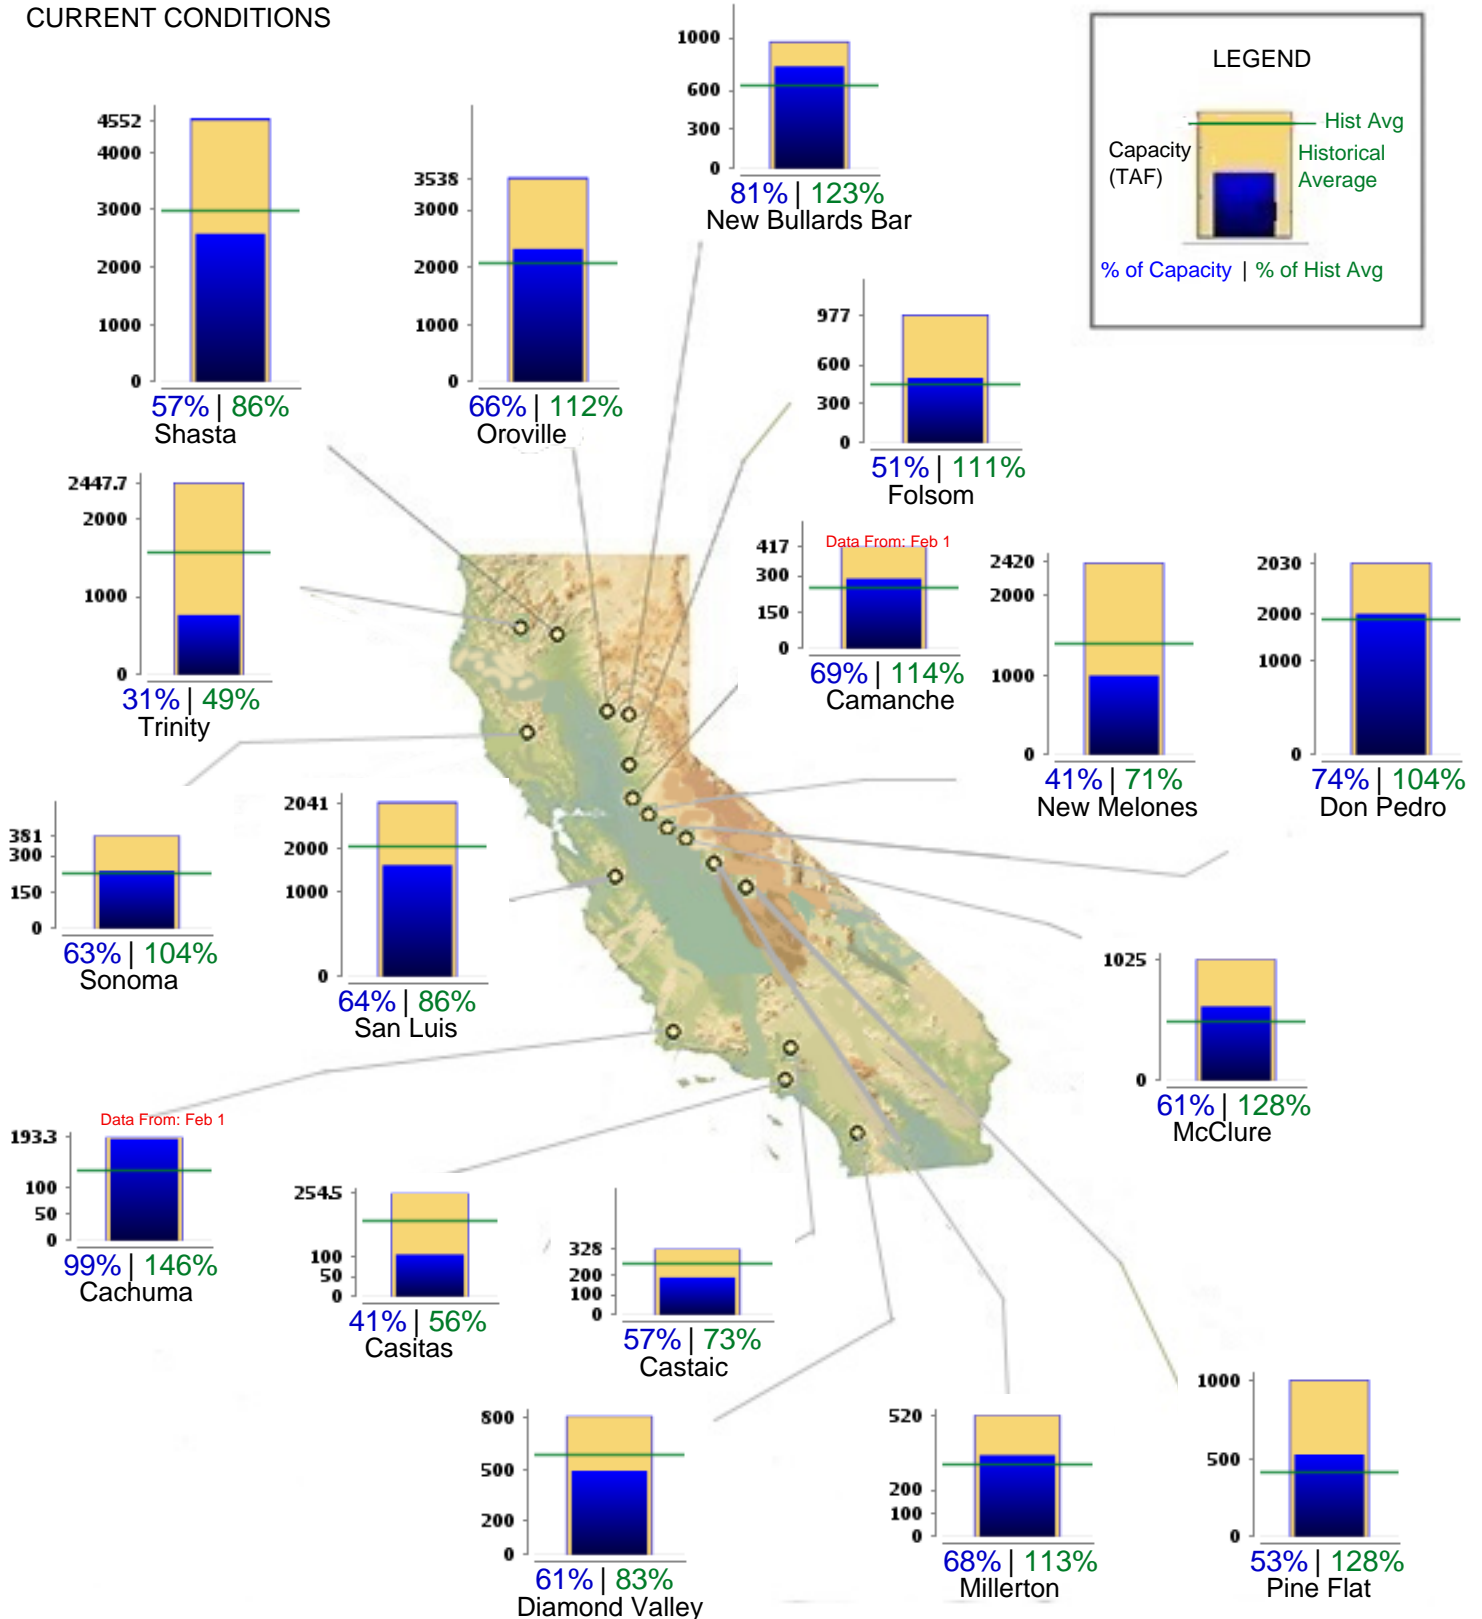 CURRENT CONDITIONS
LEGEND
Hist Avg
Capacity
(TAF)
Historical
Average
% of Capacity | % of Hist Avg
1000
600
300
0
81% | 123%
New Bullards Bar
4552
4000
3000
2000
1000
0
57% | 86%
Shasta
3538
3000
2000
1000
0
66% | 112%
Oroville
977
600
300
0
51% | 111%
Folsom
2447.7
2000
1000
0
31% | 49%
Trinity
Data From: Feb 1
417
300
150
0
69% | 114%
Camanche
2420
2000
1000
0
41% | 71%
New Melones
2030
2000
1000
0
74% | 104%
Don Pedro
381
300
150
0
63% | 104%
Sonoma
2041
2000
1000
0
64% | 86%
San Luis
1025
0
61% | 128%
McClure
Data From: Feb 1
193.3
100
50
0
99% | 146%
Cachuma
254.5
100
50
0
41% | 56%
Casitas
328
200
100
0
57% | 73%
Castaic
800
500
200
0
61% | 83%
Diamond Valley
520
200
100
0
68% | 113%
Millerton
1000
500
0
53% | 128%
Pine Flat